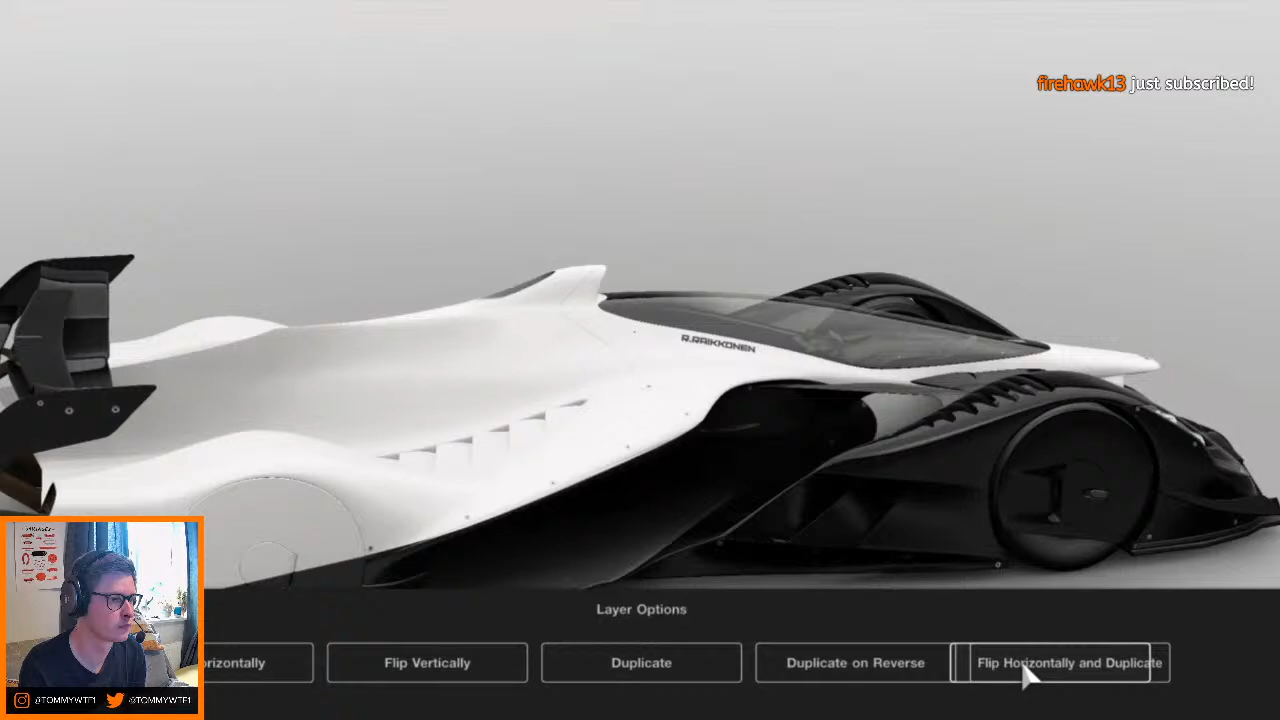 firehawk13 just subscribed!
R.RAIKKONEN
Layer Options
orizontally
Flip Vertically
Duplicate
Duplicate on Reverse
Flip Horizontally and Duplicate
@TOMMYWTF1
@TOMMYWTF1